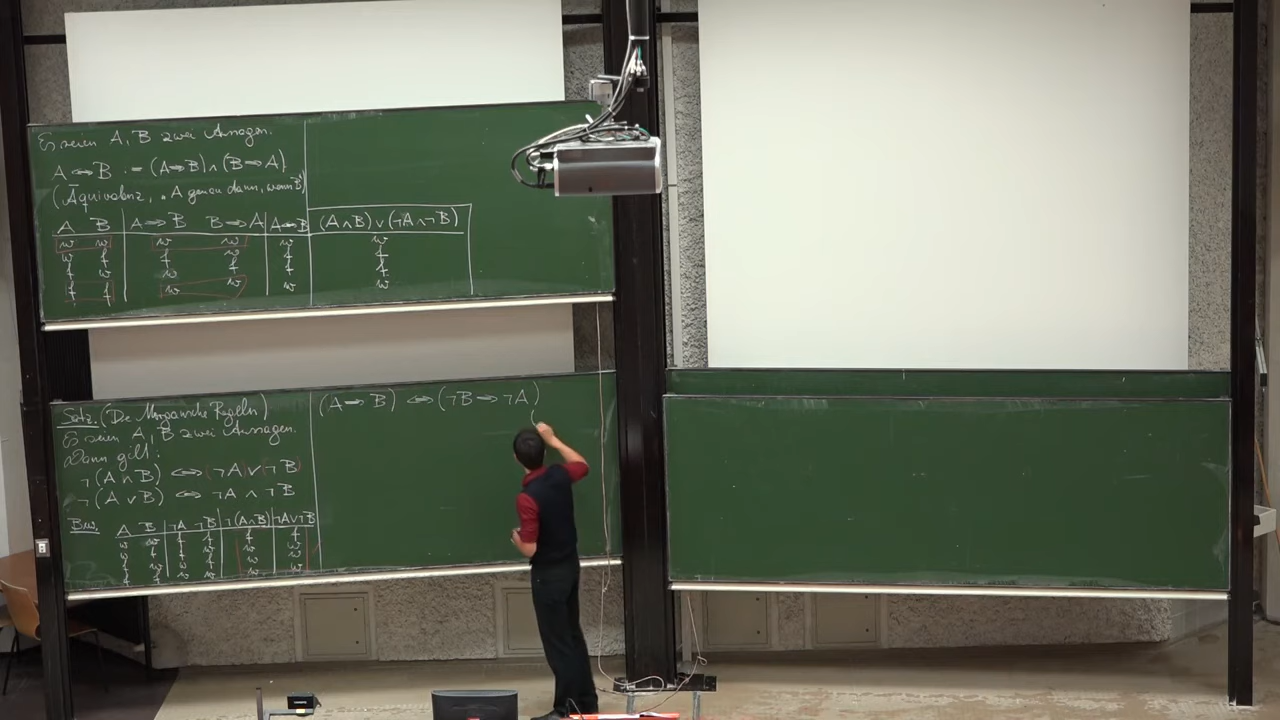 Es seien A, B zwei Aussagen.
A ⇔ B := (A ⇒ B) ∧ (B ⇒ A).
(Äquivalenz, "A genau dann, wenn B")
A B A ⇒ B B ⇒ A A ⇔ B (A ∧ B) ∨ (¬A ∧ ¬B)
w w w w w w
w f f w f f
f w w f f f
f f w w w w
Satz. (De Morgansche Regeln)
Es seien A, B zwei Aussagen.
Dann gilt:
¬(A ∧ B) ⇔ ¬A ∨ ¬B
¬(A ∨ B) ⇔ ¬A ∧ ¬B
Bew. A B ¬A ¬B ¬(A ∧ B) ¬A ∨ ¬B
w w f f f f
w f f w w w
f w w f w w
f f w w w w
(A ⇒ B) ⇔ (¬B ⇒ ¬A)
(